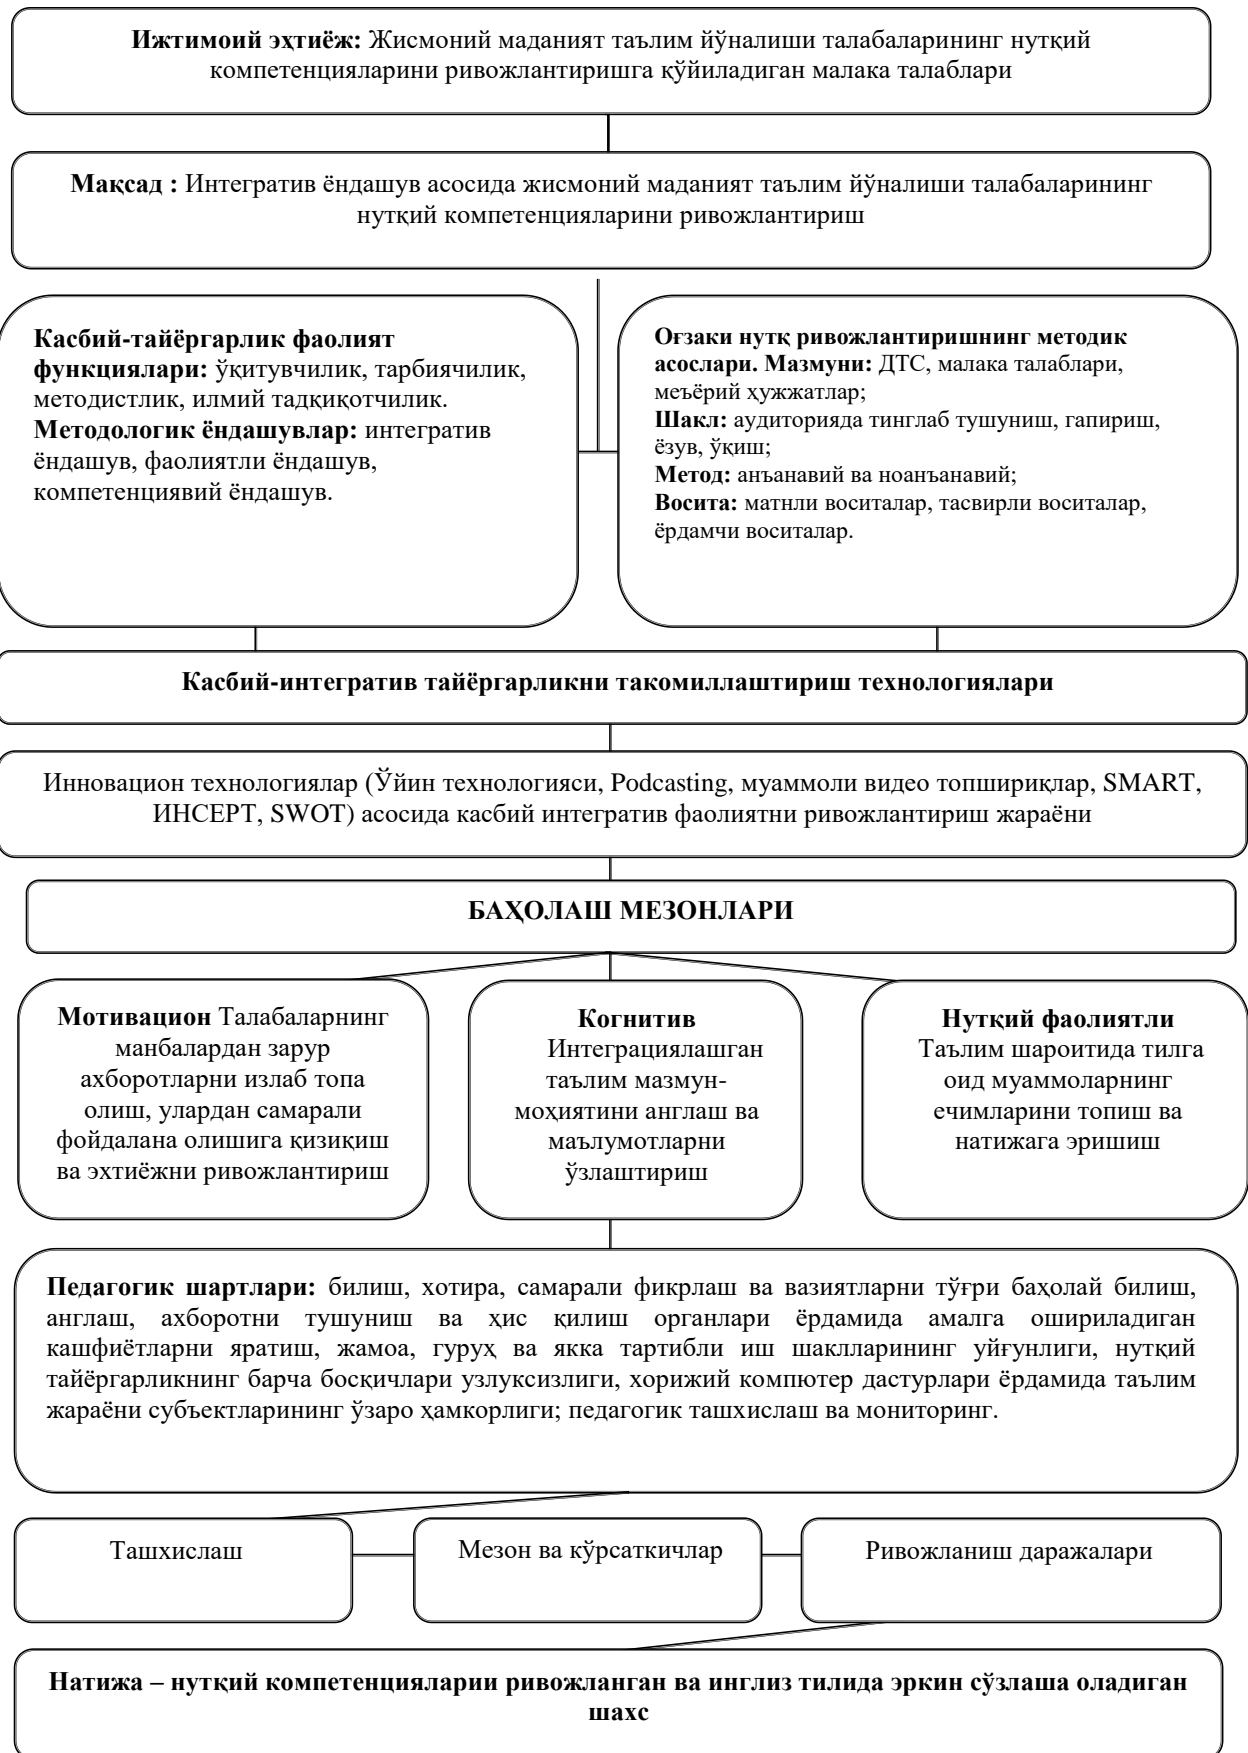 Ижтимоий эҳтиёж: Жисмоний маданият таълим йўналиши талабаларининг нутқий
компетенцияларини ривожлантиришга қўйиладиган малака талаблари
Мақсад : Интегратив ёндашув асосида жисмоний маданият таълим йўналиши талабаларининг
нутқий компетенцияларини ривожлантириш
Касбий-тайёргарлик фаолият
функциялари: ўқитувчилик, тарбиячилик,
методистлик, илмий тадқиқотчилик.
Методологик ёндашувлар: интегратив
ёндашув, фаолиятли ёндашув,
компетенциявий ёндашув.
Оғзаки нутқ ривожлантиришнинг методик
асослари. Мазмуни: ДТС, малака талаблари,
меъёрий ҳужжатлар;
Шакл: аудиторияда тинглаб тушуниш, гапириш,
ёзув, ўқиш;
Метод: анъанавий ва ноанъанавий;
Восита: матнли воситалар, тасвирли воситалар,
ёрдамчи воситалар.
Касбий-интегратив тайёргарликни такомиллаштириш технологиялари
Инновацион технологиялар (Ўйин технологияси, Podcasting, муаммоли видео топшириқлар, SMART,
ИНСЕРТ, SWOT) асосида касбий интегратив фаолиятни ривожлантириш жараёни
БАҲОЛАШ МЕЗОНЛАРИ
Мотивацион Талабаларнинг
манбалардан зарур
ахборотларни излаб топа
олиш, улардан самарали
фойдалана олишига қизиқиш
ва эхтиёжни ривожлантириш
Когнитив
Интеграциялашган
таълим мазмун-
моҳиятини англаш ва
маълумотларни
ўзлаштириш
Нутқий фаолиятли
Таълим шароитида тилга
оид муаммоларнинг
ечимларини топиш ва
натижага эришиш
Педагогик шартлари: билиш, хотира, самарали фикрлаш ва вазиятларни тўғри баҳолай билиш,
англаш, ахборотни тушуниш ва ҳис қилиш органлари ёрдамида амалга ошириладиган
кашфиётларни яратиш, жамоа, гуруҳ ва якка тартибли иш шаклларининг уйғунлиги, нутқий
тайёргарликнинг барча босқичлари узлуксизлиги, хорижий компютер дастурлари ёрдамида таълим
жараёни субъектларининг ўзаро ҳамкорлиги; педагогик ташхислаш ва мониторинг.
Ташхислаш
Мезон ва кўрсаткичлар
Ривожланиш даражалари
Натижа – нутқий компетенцияларии ривожланган ва инглиз тилида эркин сўзлаша оладиган
шахс